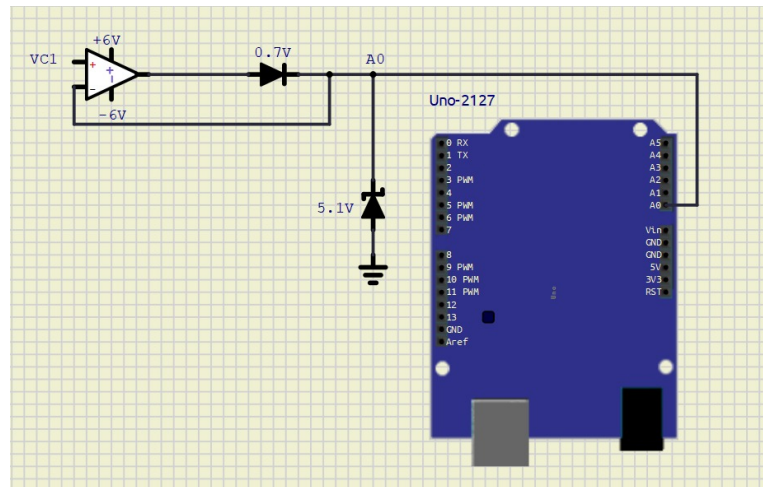 +6V
VC1
-6V
0.7V
A0
5.1V
Uno-2127
0 RX
1 TX
2
3 PWM
4
5 PWM
6 PWM
7
8
9 PWM
10 PWM
11 PWM
12
13
GND
Aref
A5
A4
A3
A2
A1
A0
Vin
GND
GND
5V
3V3
RST